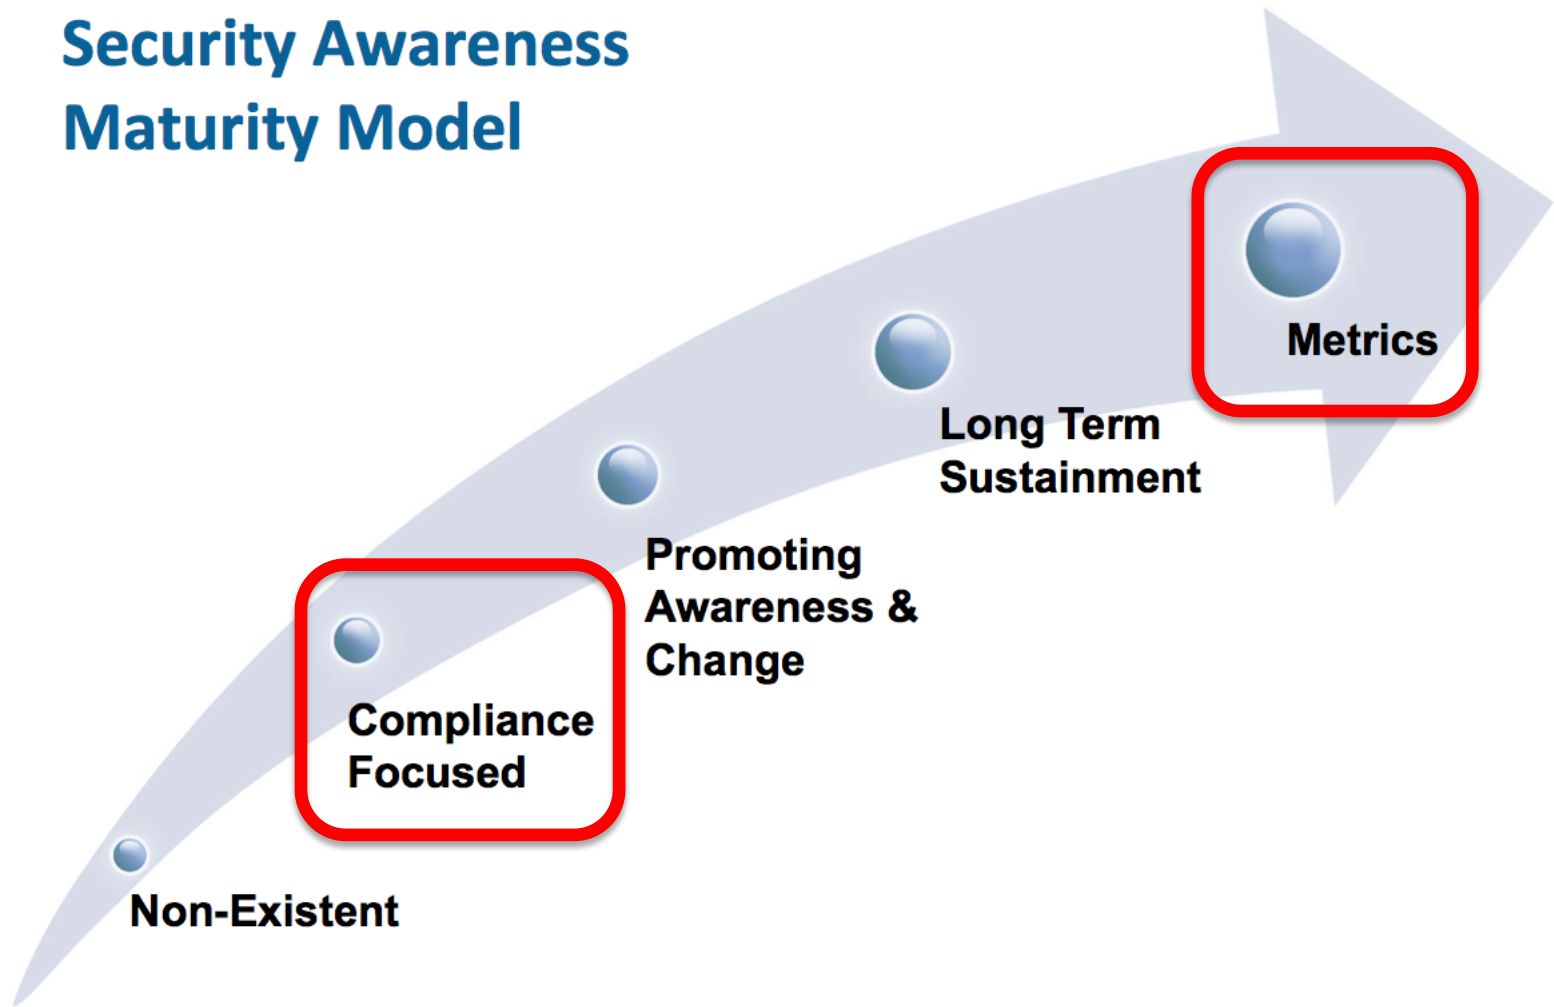 Security Awareness
Maturity Model
Metrics
Long Term
Sustainment
Promoting
Awareness &
Change
Compliance
Focused
Non-Existent